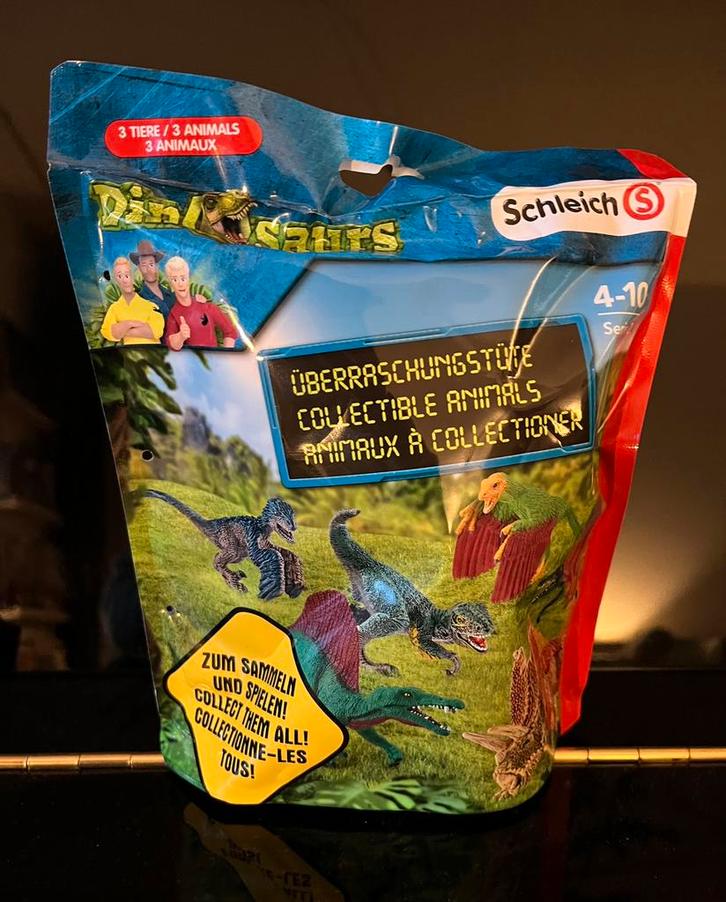 3 TIERE / 3 ANIMALS
3 ANIMAUX
Dinosaurs
Schleich S
4-10
ÜBERRASCHUNGSTÜTE
COLLECTIBLE ANIMALS
ANIMAUX À COLLECTIONER
ZUM SAMMELN
UND SPIELEN!
COLLECT THEM ALL!
COLLECTIONNE-LES
TOUS!